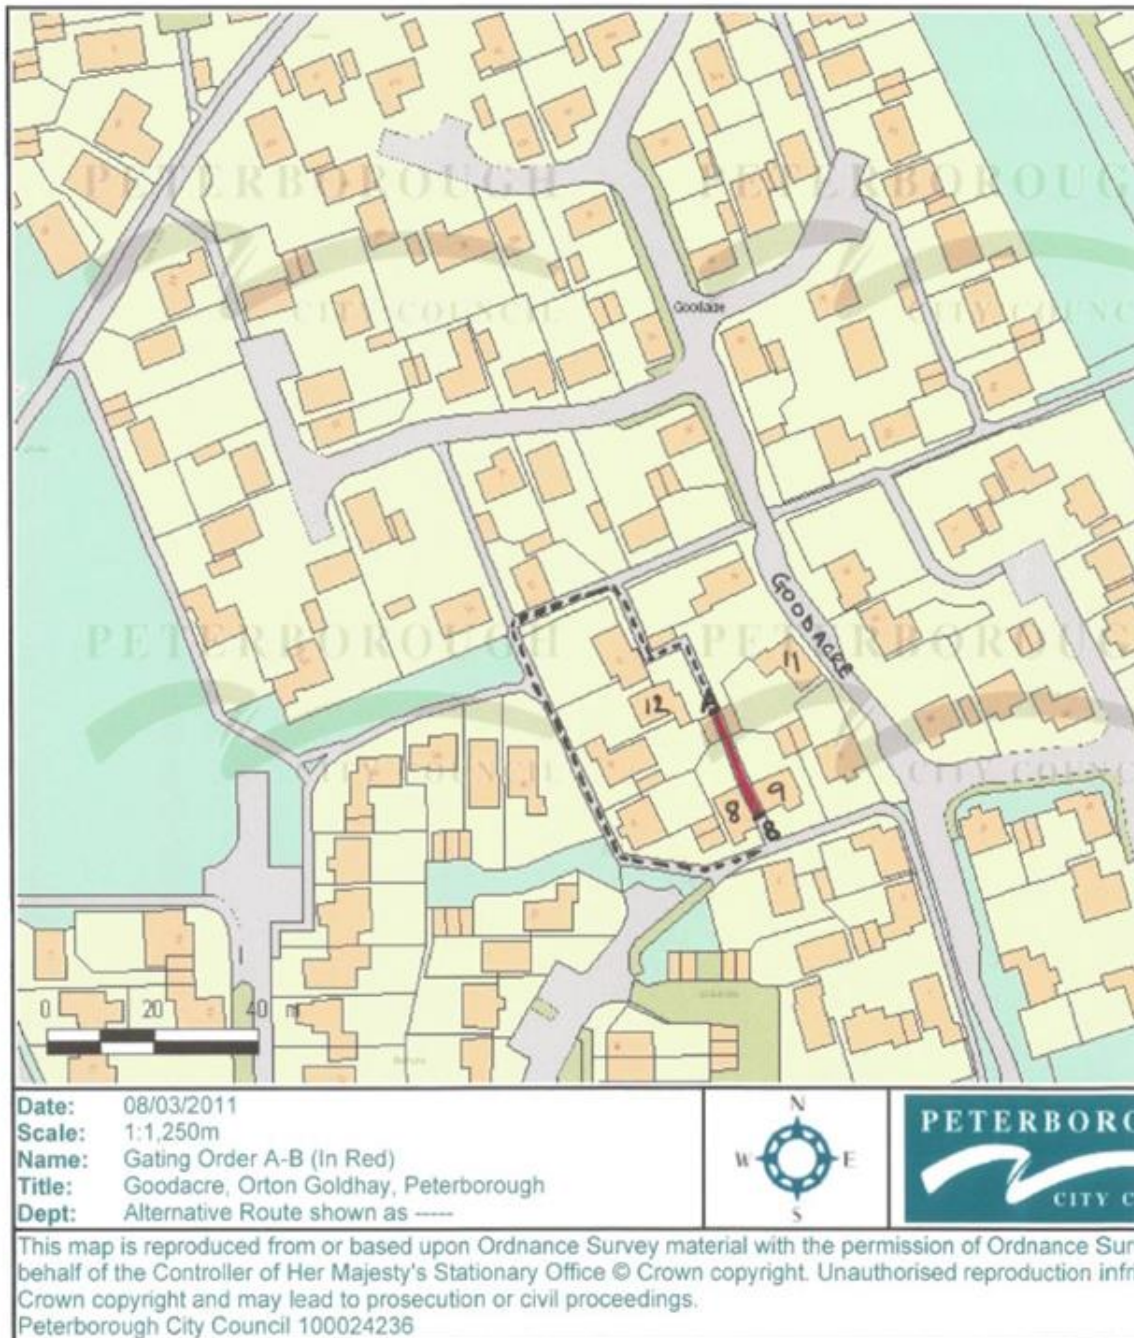 PETERBOROUGH
CITY COUNCIL
PETERBOROUG
CITY COUNC
Goodacre
GOODACRE
PETERBOROUGH
CITY COUNCIL
PETERBOROUG
CITY COUNC
11
12
A
9
8
B
0 20 40 m
Date: 08/03/2011
Scale: 1:1,250m
Name: Gating Order A-B (In Red)
Title: Goodacre, Orton Goldhay, Peterborough
Dept: Alternative Route shown as -----
N
W E
S
PETERBORO
CITY C
This map is reproduced from or based upon Ordnance Survey material with the permission of Ordnance Sur
behalf of the Controller of Her Majesty's Stationary Office © Crown copyright. Unauthorised reproduction infr
Crown copyright and may lead to prosecution or civil proceedings.
Peterborough City Council 100024236